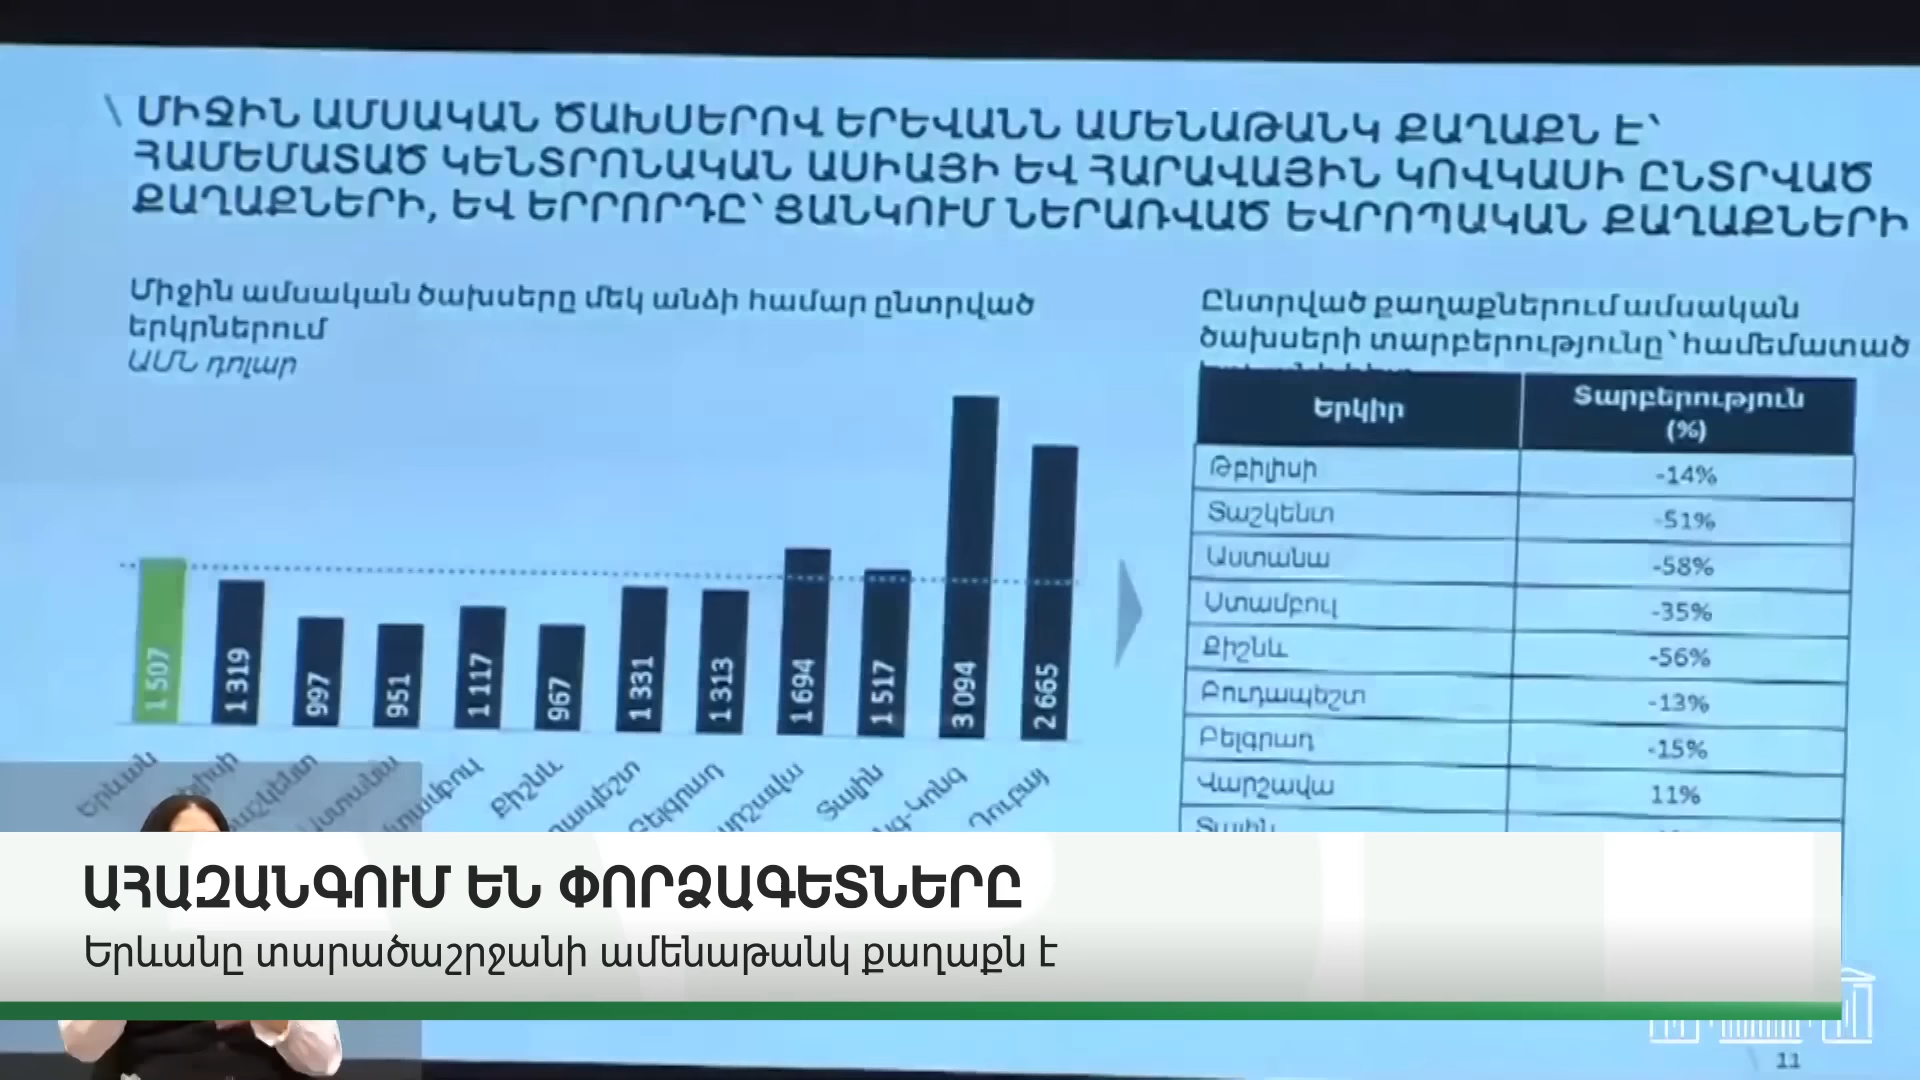 \ ՄԻՋԻՆ ԱՄՍԱԿԱՆ ԾԱԽՍԵՐՈՎ ԵՐԵՎԱՆՆ ԱՄԵՆԱԹԱՆԿ ՔԱՂԱՔՆ Է՝
ՀԱՄԵՄԱՏԱԾ ԿԵՆՏՐՈՆԱԿԱՆ ԱՍԻԱՅԻ ԵՎ ՀԱՐԱՎԱՅԻՆ ԿՈՎԿԱՍԻ ԸՆՏՐՎԱԾ
ՔԱՂԱՔՆԵՐԻ, ԵՎ ԵՐՐՈՐԴԸ՝ ՑԱՆԿՈՒՄ ՆԵՐԱՌՎԱԾ ԵՎՐՈՊԱԿԱՆ ՔԱՂԱՔՆԵՐԻ
Միջին ամսական ծախսերը մեկ անձի համար ընտրված
երկրներում
ԱՄՆ դոլար
1 507
1 319
997
951
1 117
967
1 331
1 313
1 694
1 517
3 094
2 665
Երևան
Քիշնև
Բելգրադ
Տալին
Դուբայ
Ընտրված քաղաքներում ամսական
ծախսերի տարբերությունը՝ համեմատած
Երկիր Տարբերություն
(%)
Թբիլիսի -14%
Տաշկենտ -51%
Աստանա -58%
Ստամբուլ -35%
Քիշնև -56%
Բուդապեշտ -13%
Բելգրադ -15%
Վարշավա 11%
Տալին
ԱՀԱԶԱՆԳՈՒՄ ԵՆ ՓՈՐՁԱԳԵՏՆԵՐԸ
Երևանը տարածաշրջանի ամենաթանկ քաղաքն է
\ 11